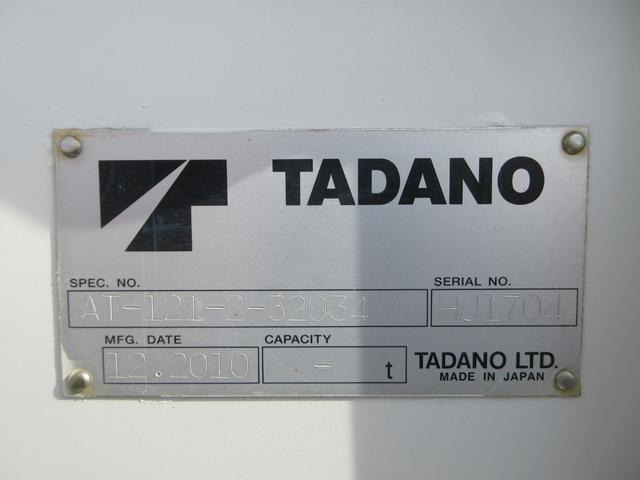 TADANO
SPEC. NO. SERIAL NO.
AT-121-2-32034 HJ1704
MFG. DATE CAPACITY
12.2010 - t TADANO LTD.
MADE IN JAPAN